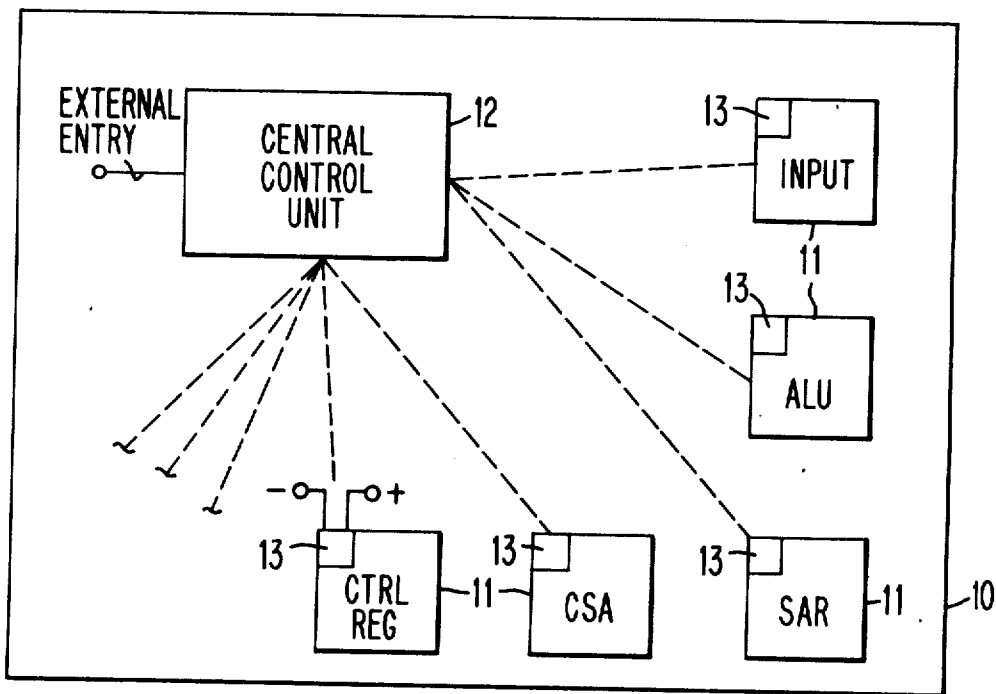 EXTERNAL
ENTRY
CENTRAL
CONTROL
UNIT
12
13
INPUT
11
13
ALU
- +
13
CTRL
REG
11
13
CSA
13
SAR
11
10